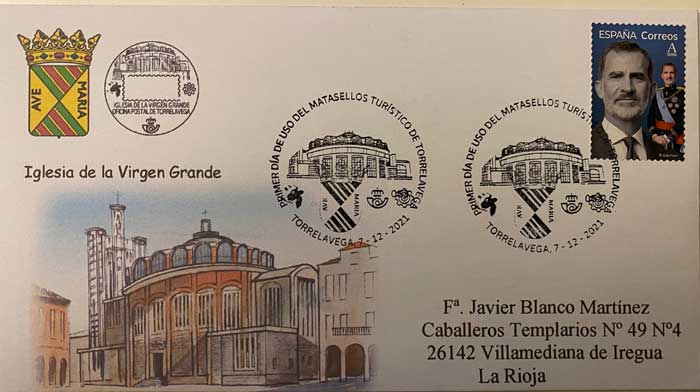 AVE
MARIA
IGLESIA DE LA VIRGEN GRANDE
OFICINA POSTAL DE TORRELAVEGA
Iglesia de la Virgen Grande
PRIMER DÍA DE USO DEL MATASELLOS TURÍSTICO DE TORRELAVEGA
AVE
MARIA
TORRELAVEGA, 7-12-2021
PRIMER DÍA DE USO DEL MATASELLOS TURÍSTICO DE TORRELAVEGA
AVE
MARIA
TORRELAVEGA, 7-12-2021
ESPAÑA Correos
A
Fª. Javier Blanco Martínez
Caballeros Templarios Nº 49 Nº4
26142 Villamediana de Iregua
La Rioja